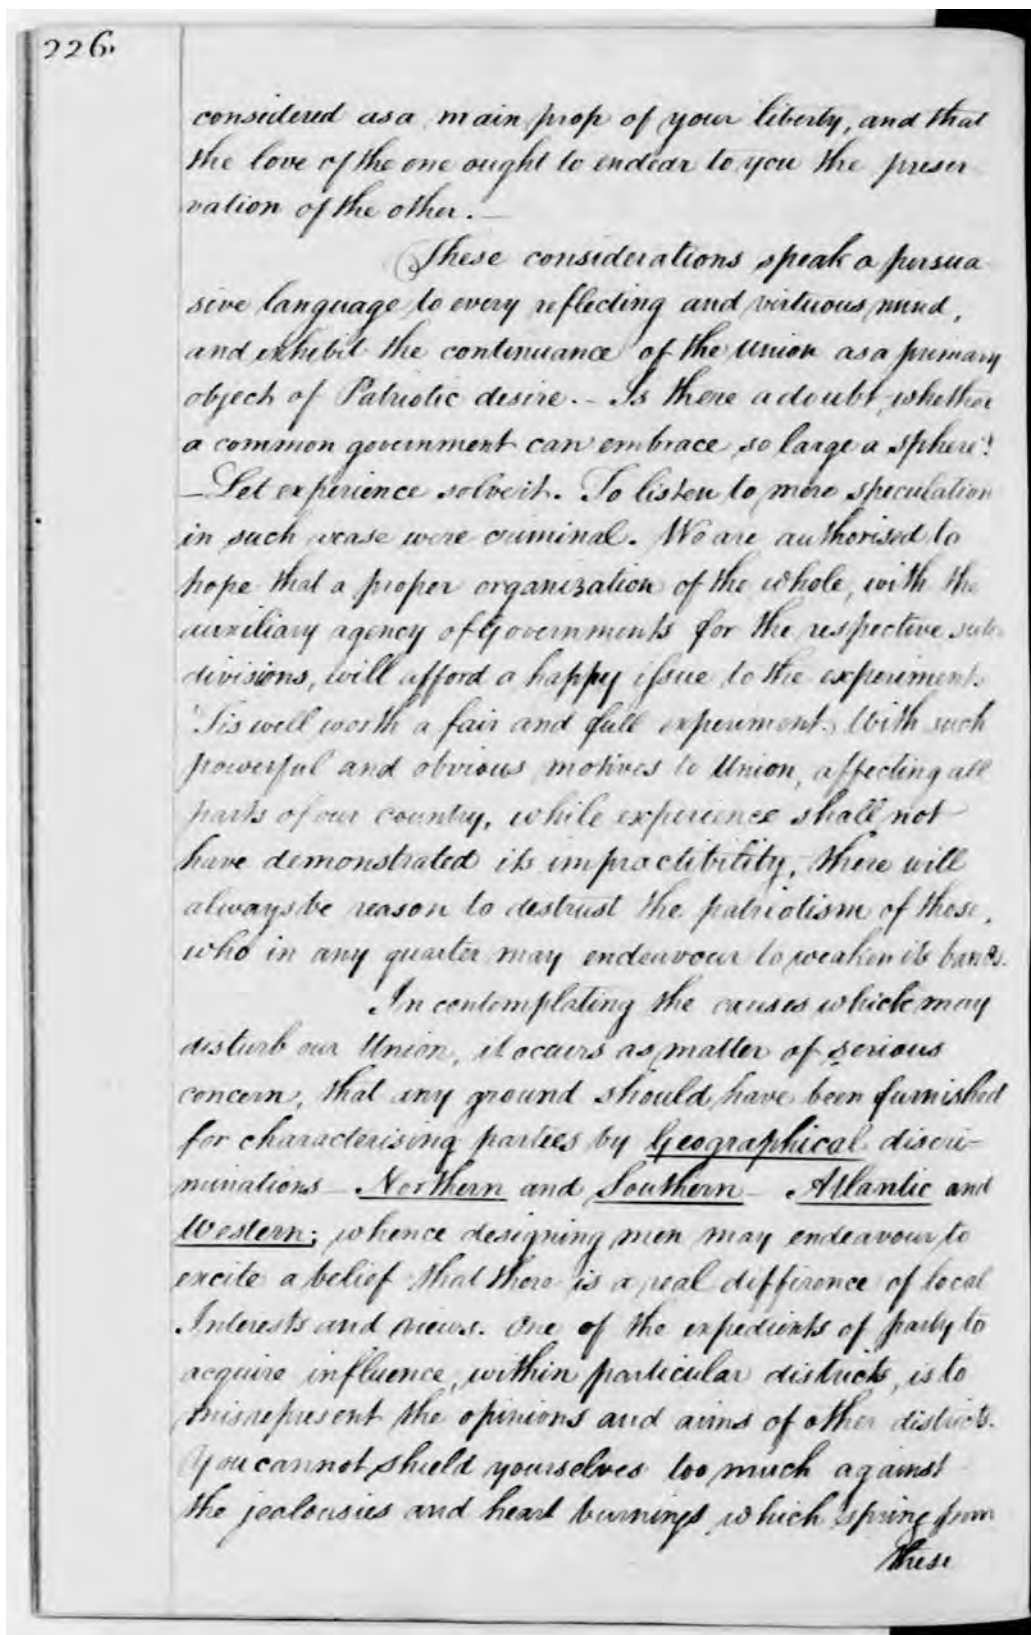 226.
considered as a main prop of your liberty, and that
the love of the one ought to endear to you the preser
vation of the other. —
These considerations speak a persua
sive language to every reflecting and virtuous mind,
and exhibit the continuance of the Union as a primary
object of Patriotic desire. — Is there a doubt, whether
a common government can embrace so large a sphere?
— Let experience solve it. To listen to mere speculation
in such a case were criminal. We are authorised to
hope that a proper organization of the whole, with the
auxiliary agency of Governments for the respective sub
divisions, will afford a happy issue to the experiment.
'Tis well worth a fair and full experiment. With such
powerful and obvious motives to Union, affecting all
parts of our country, while experience shall not
have demonstrated its impractibility, there will
always be reason to distrust the patriotism of those,
who in any quarter may endeavour to weaken its bands.
In contemplating the causes which may
disturb our Union, it occurs as matter of serious
concern, that any ground should have been furnished
for characterising parties by Geographical discri-
minations — Northern and Southern — Atlantic and
Western; whence designing men may endeavour to
excite a belief that there is a real difference of local
Interests and views. One of the expedients of party to
acquire influence, within particular districts, is to
misrepresent the opinions and aims of other districts.
You cannot shield yourselves too much against
the jealousies and heart burnings which spring from
these